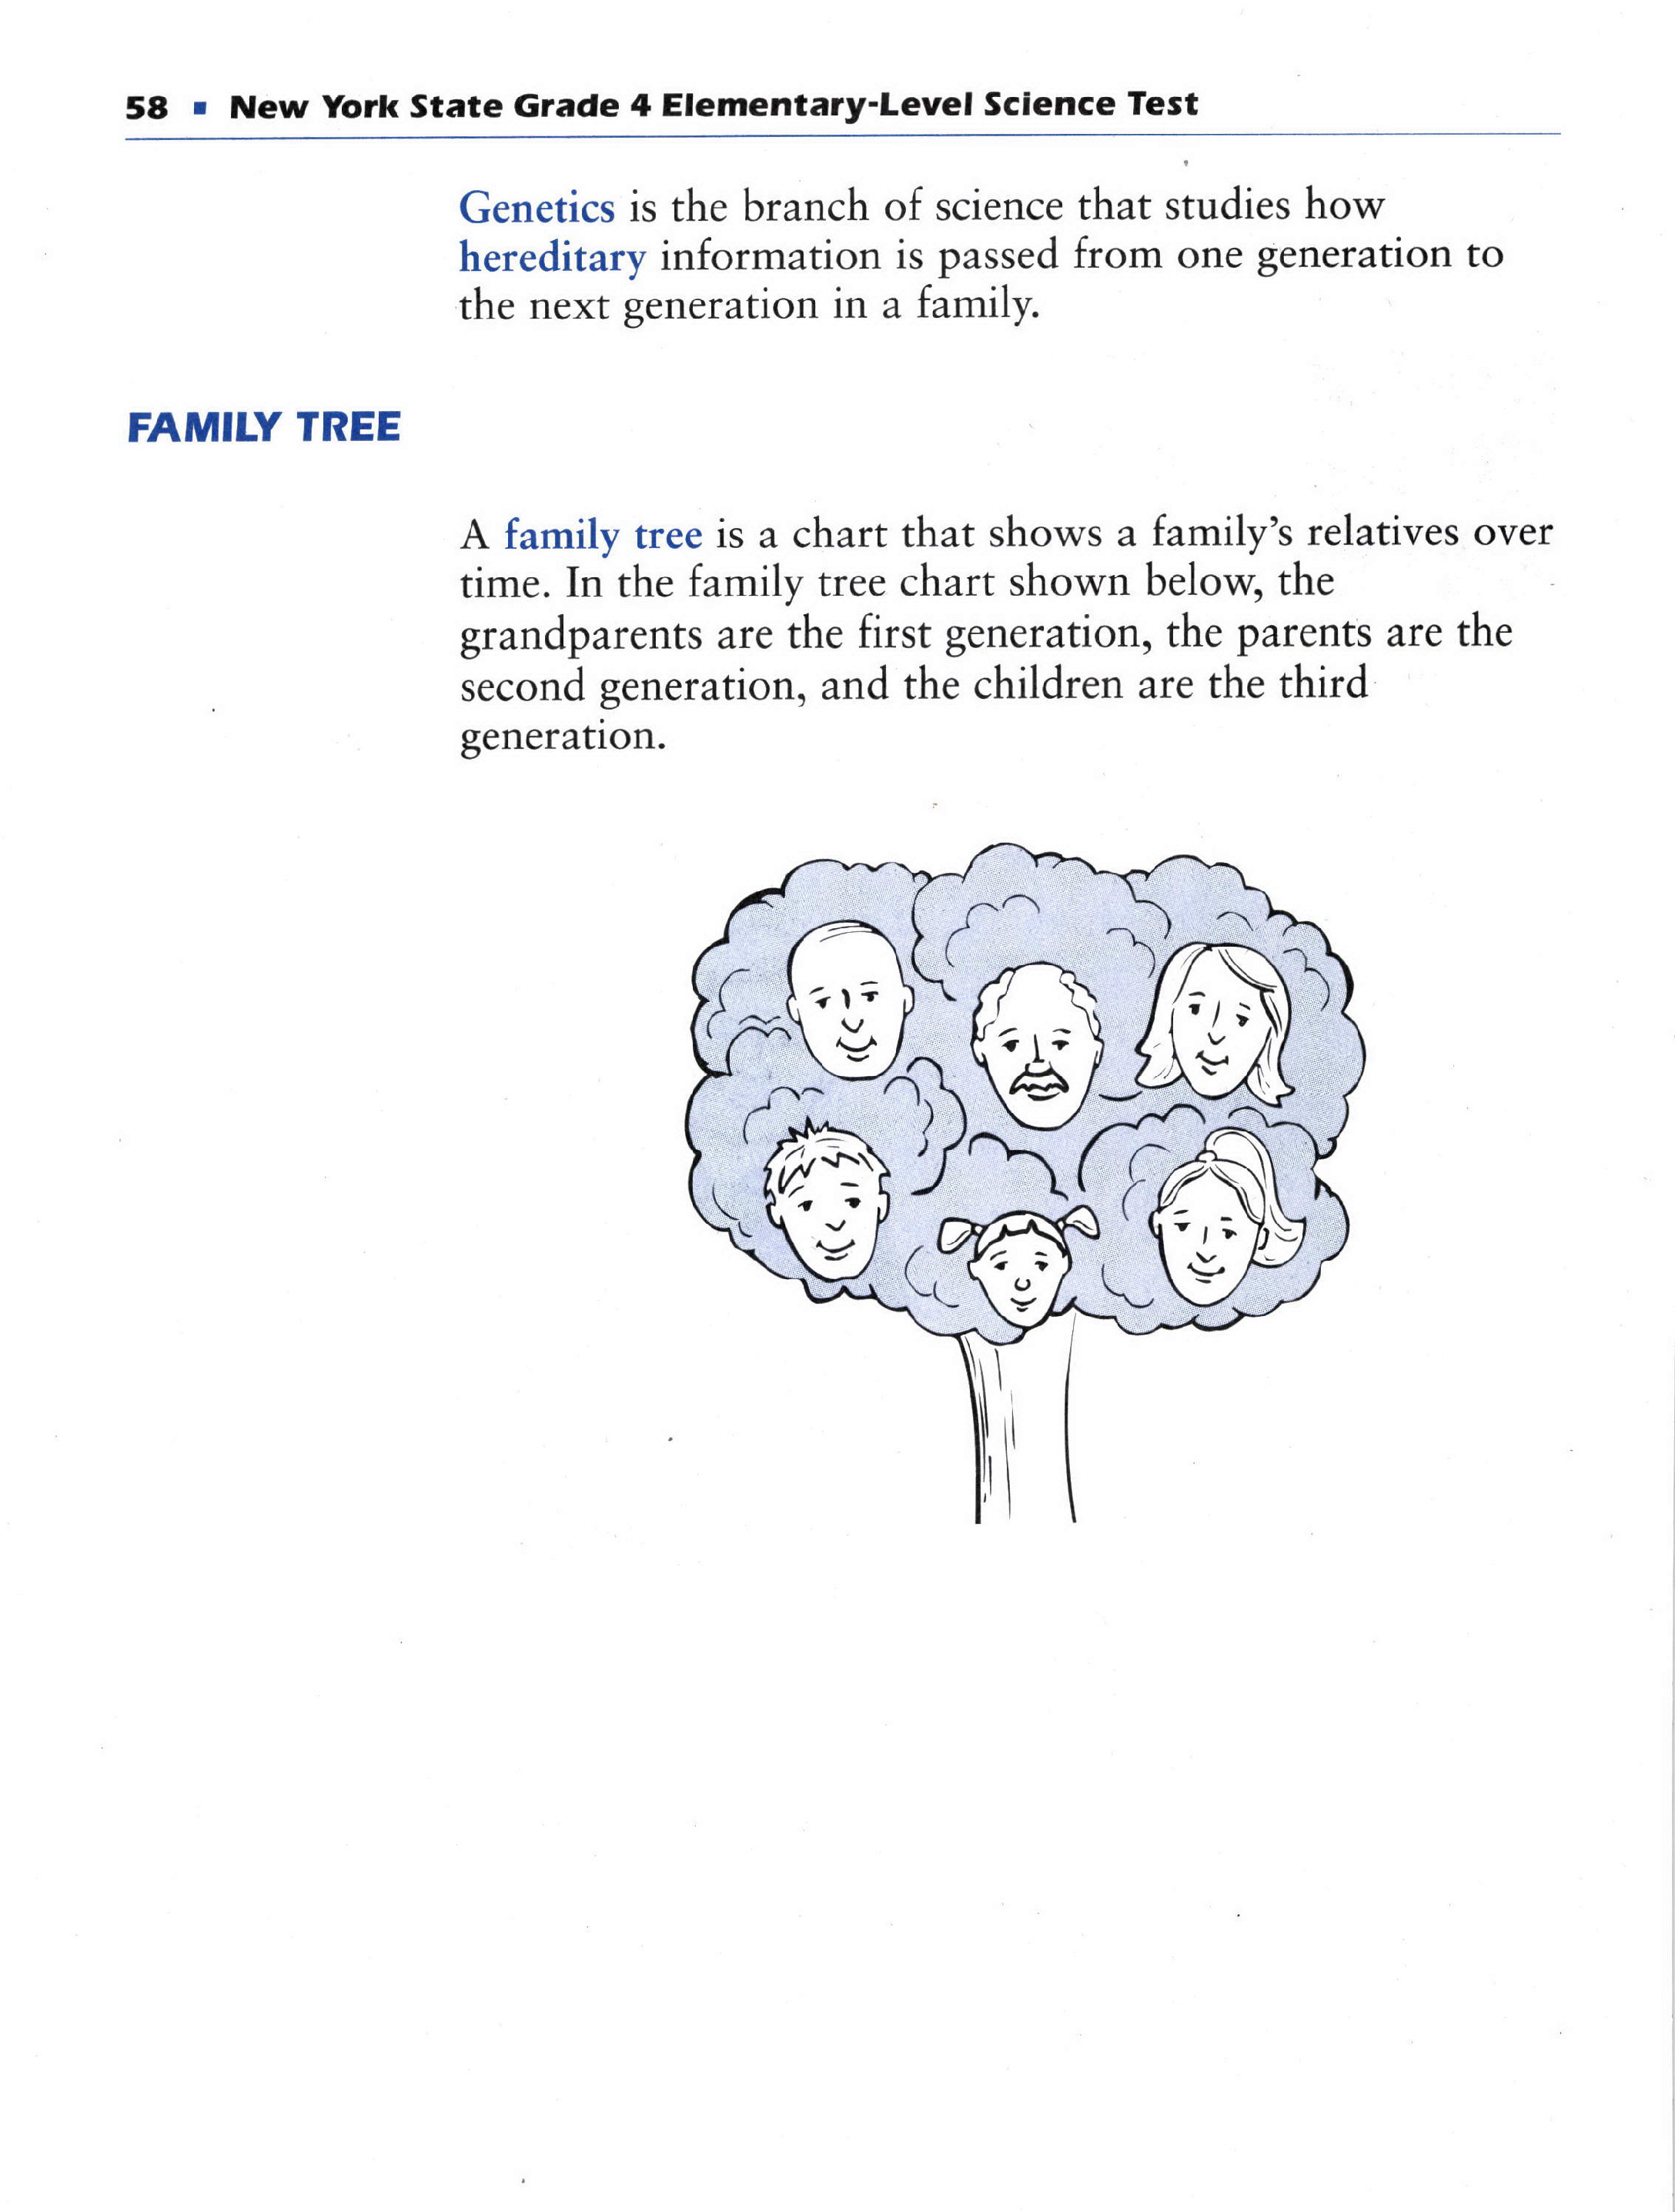 58 ▪ New York State Grade 4 Elementary-Level Science Test
Genetics is the branch of science that studies how
hereditary information is passed from one generation to
the next generation in a family.
FAMILY TREE
A family tree is a chart that shows a family’s relatives over
time. In the family tree chart shown below, the
grandparents are the first generation, the parents are the
second generation, and the children are the third
generation.